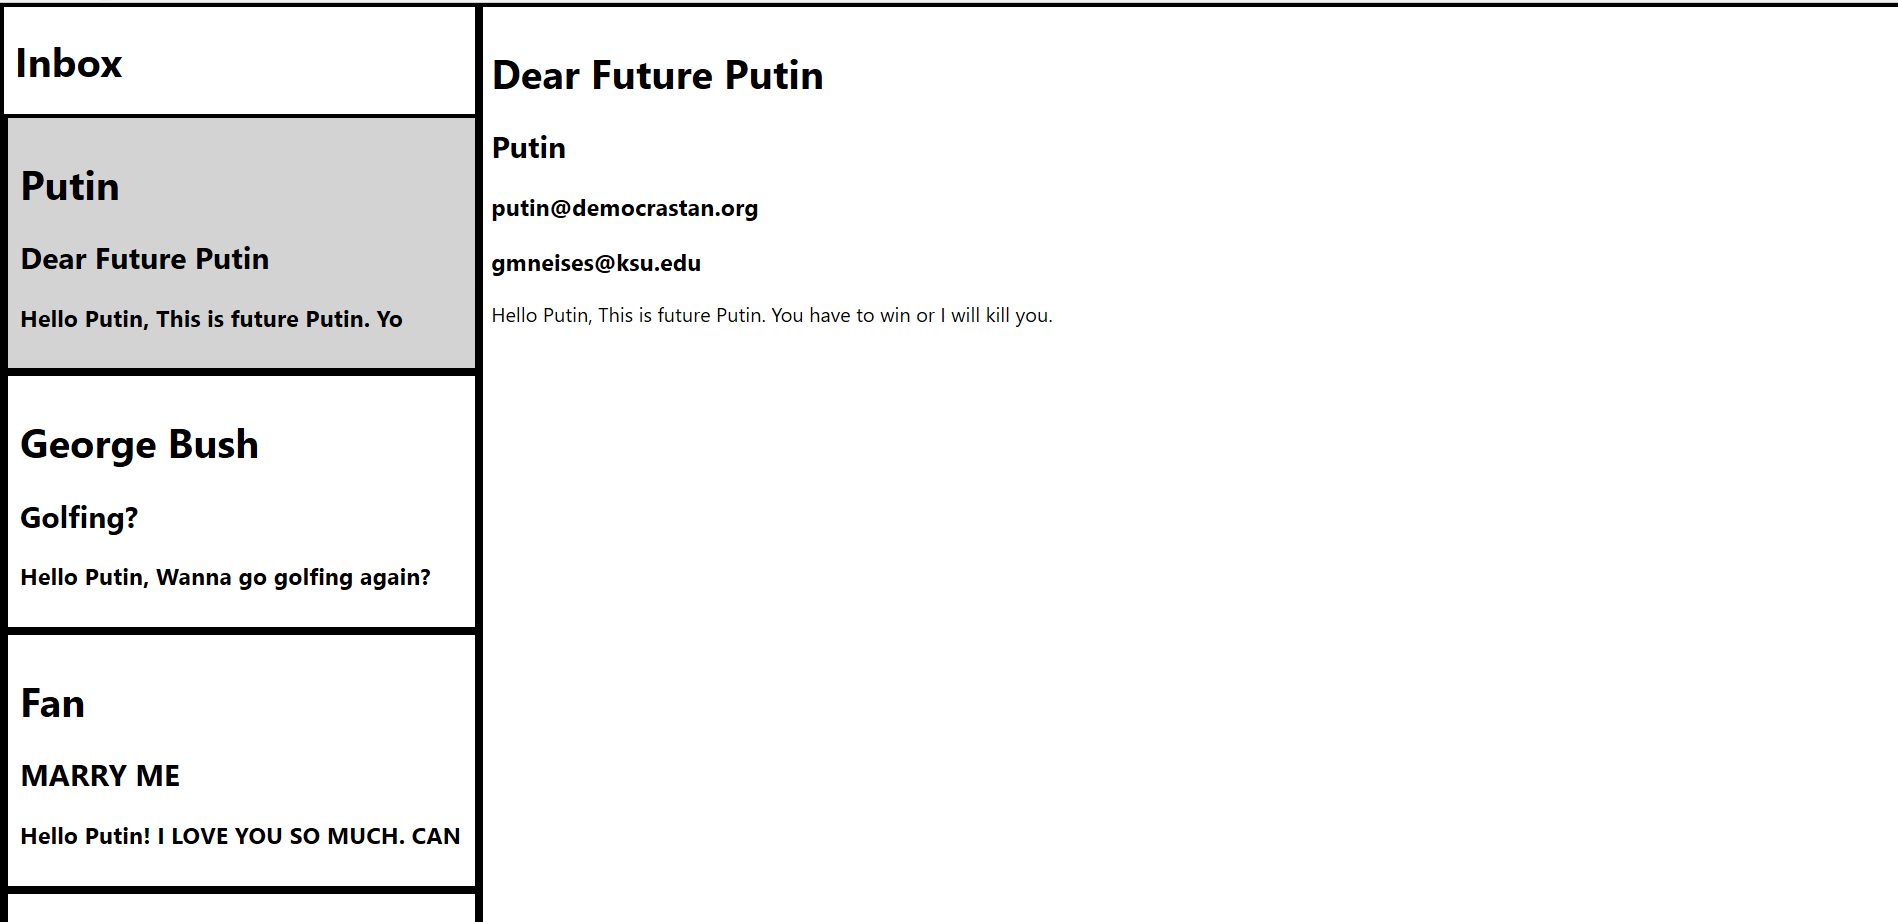 Inbox
Putin
Dear Future Putin
Hello Putin, This is future Putin. Yo
George Bush
Golfing?
Hello Putin, Wanna go golfing again?
Fan
MARRY ME
Hello Putin! I LOVE YOU SO MUCH. CAN
Dear Future Putin
Putin
putin@democrastan.org
gmneises@ksu.edu
Hello Putin, This is future Putin. You have to win or I will kill you.